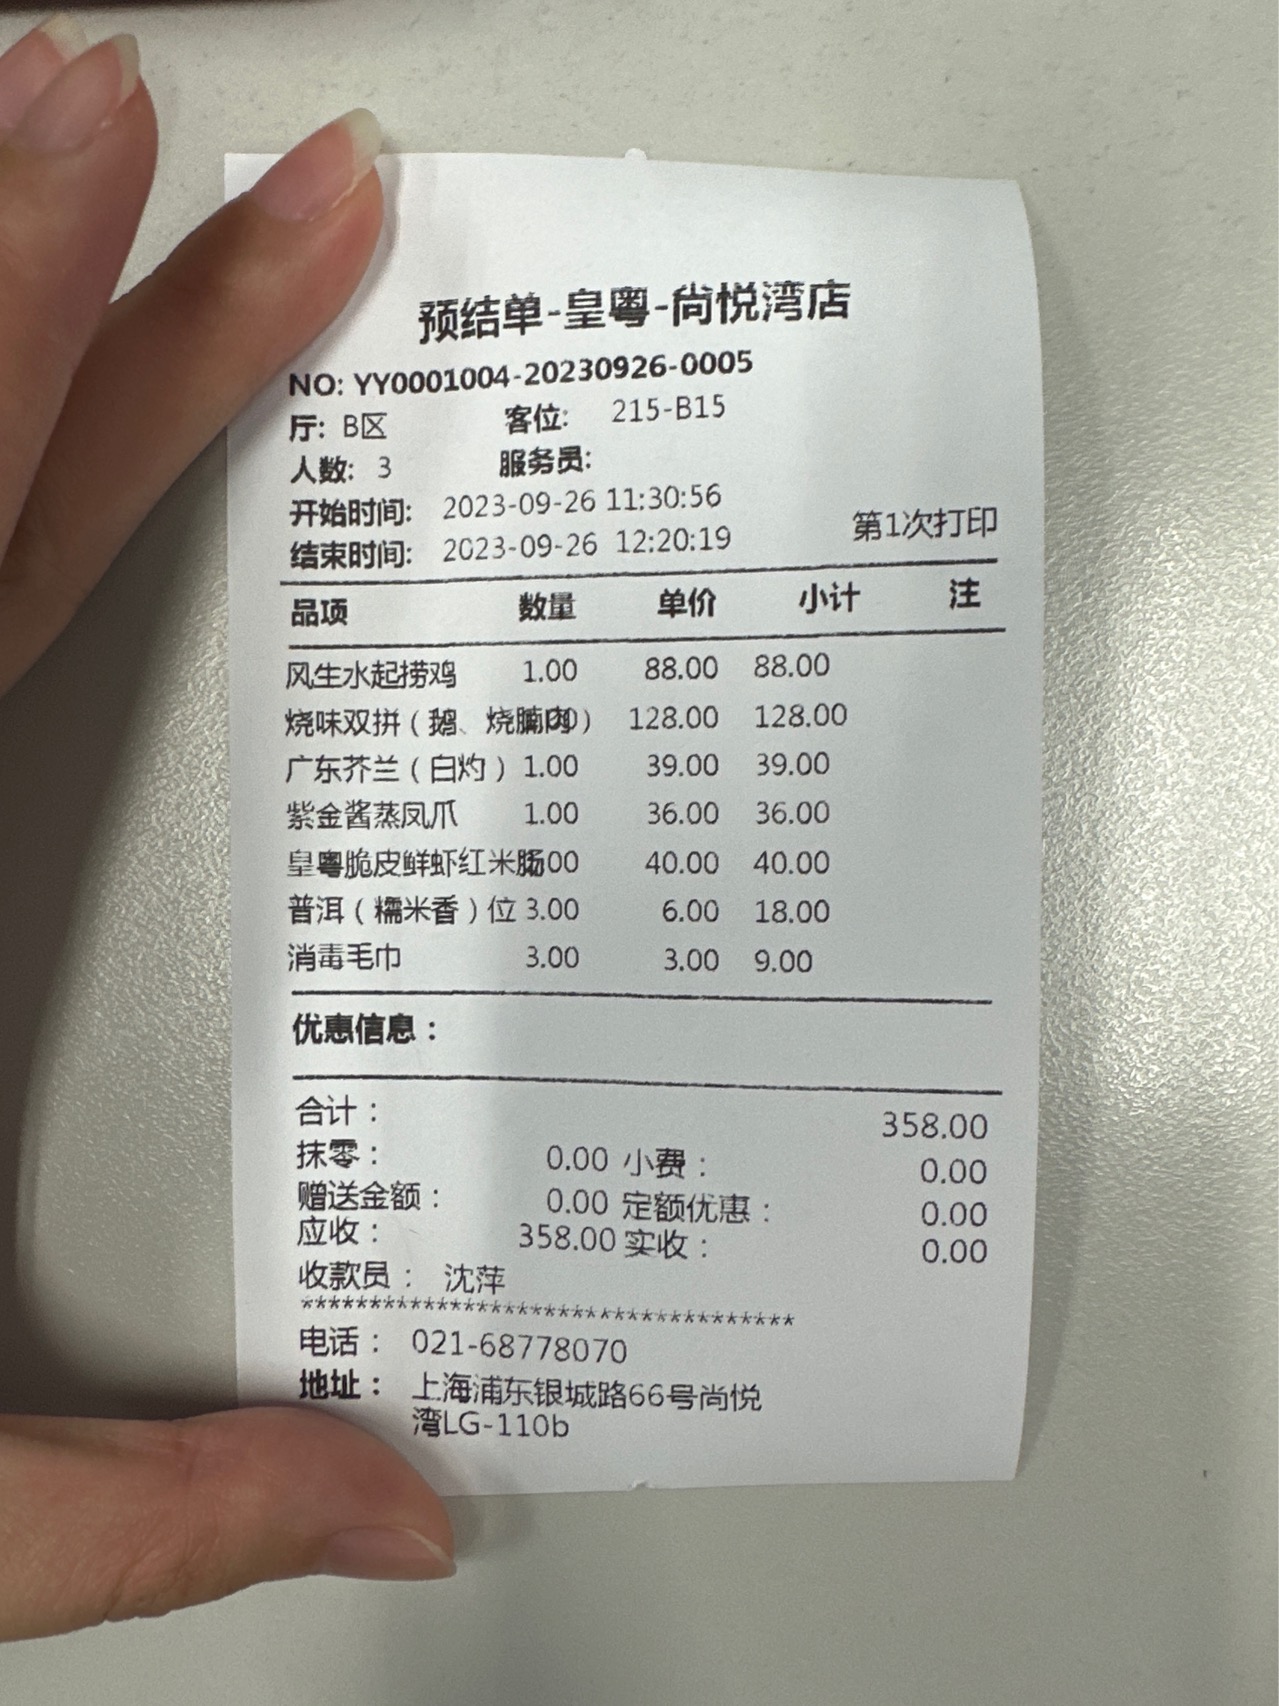 预结单-皇粤-尚悦湾店
NO: YY0001004-20230926-0005
厅: B区 客位: 215-B15
人数: 3 服务员:
开始时间: 2023-09-26 11:30:56
结束时间: 2023-09-26 12:20:19 第1次打印
品项 数量 单价 小计 注
风生水起捞鸡 1.00 88.00 88.00
烧味双拼（鹅、烧腩肉） 128.00 128.00
广东芥兰（白灼） 1.00 39.00 39.00
紫金酱蒸凤爪 1.00 36.00 36.00
皇粤脆皮鲜虾红米肠 40.00 40.00
普洱（糯米香）位 3.00 6.00 18.00
消毒毛巾 3.00 3.00 9.00
优惠信息：
合计： 358.00
抹零： 0.00 小费： 0.00
赠送金额： 0.00 定额优惠： 0.00
应收： 358.00 实收： 0.00
收款员： 沈萍
*************************************
电话： 021-68778070
地址： 上海浦东银城路66号尚悦
湾LG-110b